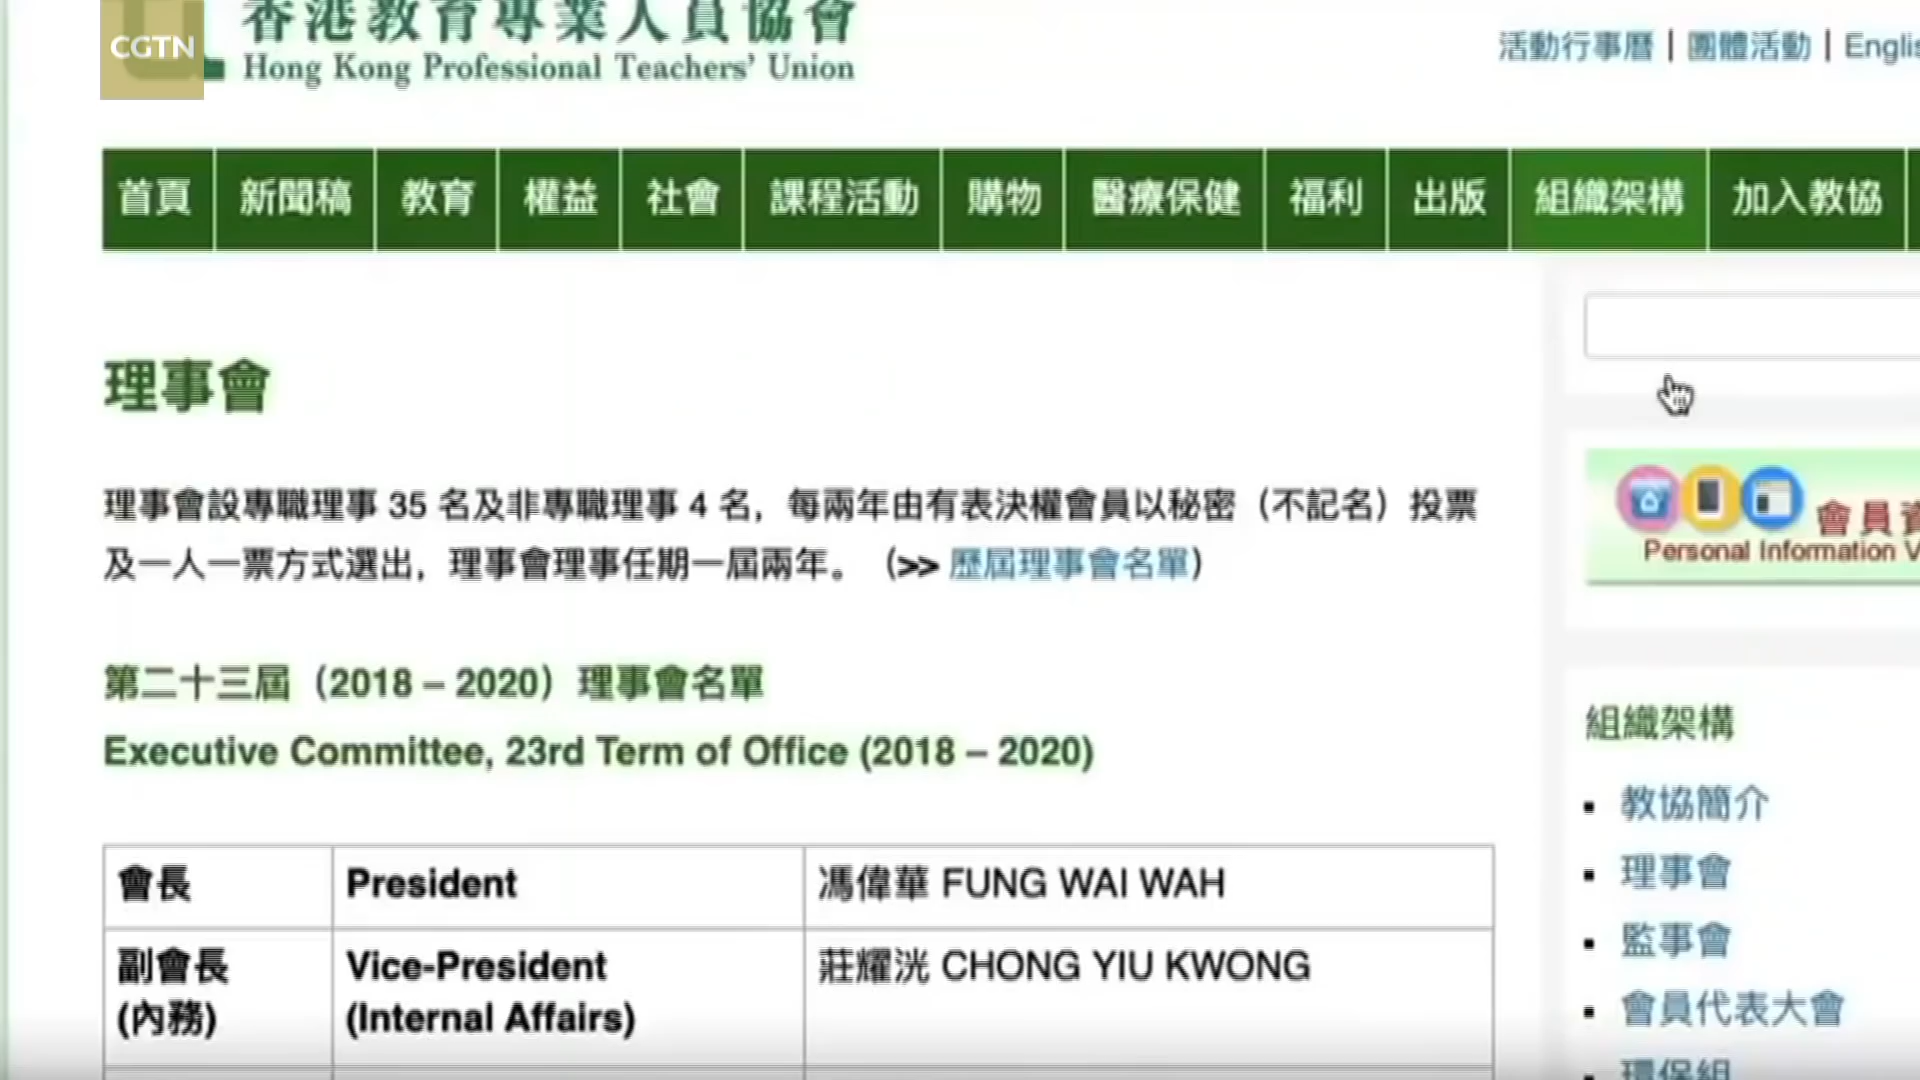 CGTN
香港教育專業人員協會
Hong Kong Professional Teachers' Union
活動行事曆 | 團體活動 |
首頁 新聞稿 教育 權益 社會 課程活動 購物 醫療保健 福利 出版 組織架構 加入教協
理事會
理事會設專職理事 35 名及非專職理事 4 名，每兩年由有表決權會員以秘密（不記名）投票
及一人一票方式選出，理事會理事任期一屆兩年。（>> 歷屆理事會名單）
第二十三屆（2018 – 2020）理事會名單
Executive Committee, 23rd Term of Office (2018 – 2020)
會長 President 馮偉華 FUNG WAI WAH
副會長 Vice-President 莊耀洸 CHONG YIU KWONG
(內務) (Internal Affairs)
會員
Personal Information
組織架構
▪ 教協簡介
▪ 理事會
▪ 監事會
▪ 會員代表大會
▪ 環保組